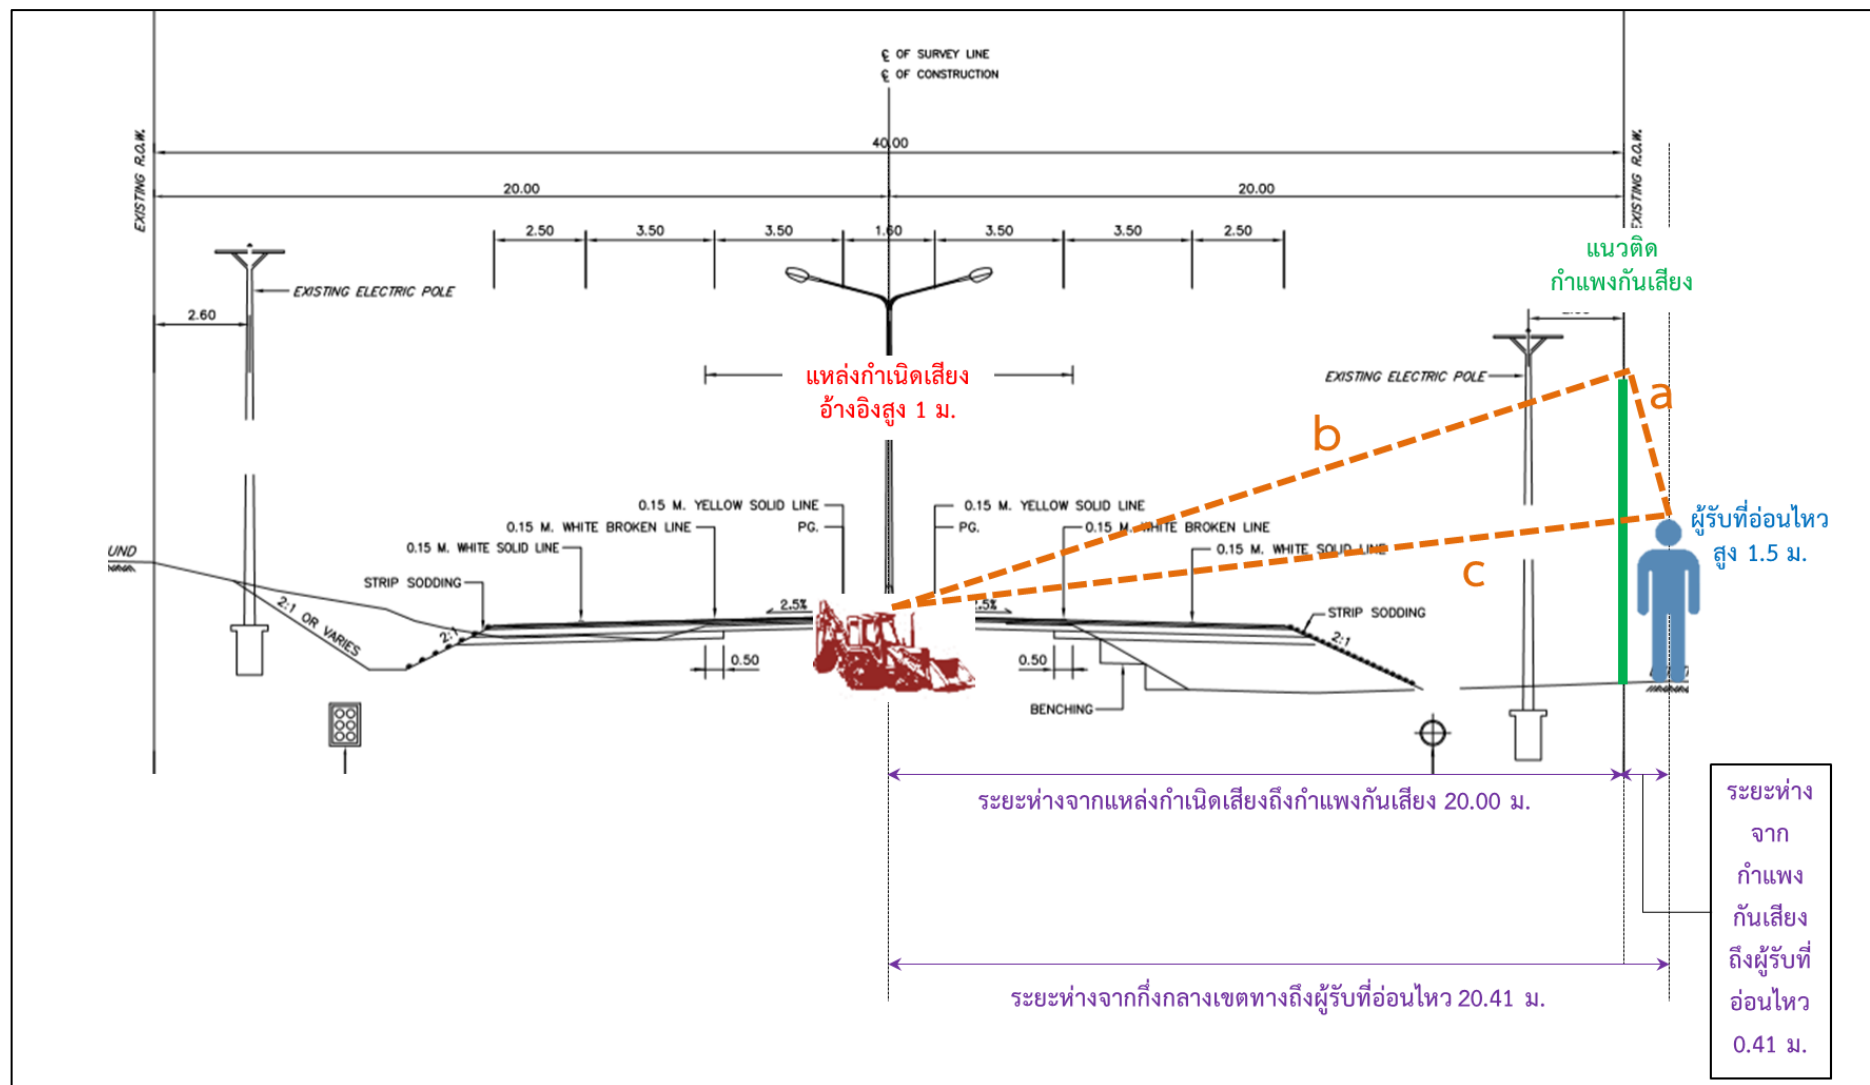 ℄ OF SURVEY LINE
℄ OF CONSTRUCTION
EXISTING R.O.W.
40.00
EXISTING R.O.W.
20.00
20.00
2.50
3.50
3.50
1.60
3.50
3.50
2.50
แนวติด
กำแพงกันเสียง
EXISTING ELECTRIC POLE
2.60
แหล่งกำเนิดเสียง
อ้างอิงสูง 1 ม.
EXISTING ELECTRIC POLE
a
b
0.15 M. YELLOW SOLID LINE
0.15 M. YELLOW SOLID LINE
0.15 M. WHITE BROKEN LINE
PG.
PG.
0.15 M. WHITE BROKEN LINE
0.15 M. WHITE SOLID LINE
0.15 M. WHITE SOLID LINE
ผู้รับที่อ่อนไหว
สูง 1.5 ม.
c
UND
STRIP SODDING
2:1 OR VARIES
2:1
2.5%
2.5%
STRIP SODDING
2:1
0.50
0.50
BENCHING
ระยะห่างจากแหล่งกำเนิดเสียงถึงกำแพงกันเสียง 20.00 ม.
ระยะห่าง
จาก
กำแพง
กันเสียง
ถึงผู้รับที่
อ่อนไหว
0.41 ม.
ระยะห่างจากกึ่งกลางเขตทางถึงผู้รับที่อ่อนไหว 20.41 ม.